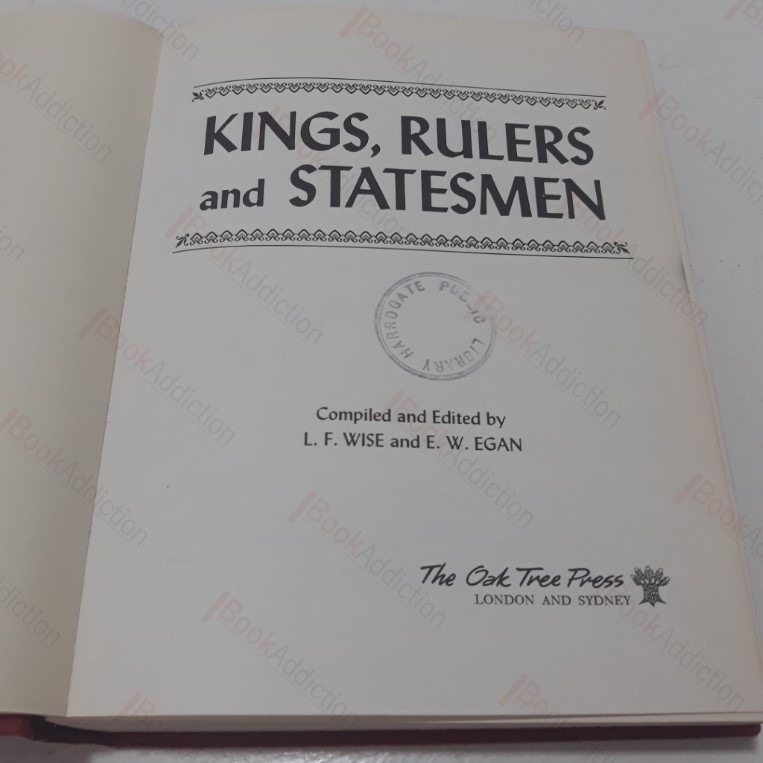 KINGS, RULERS
and STATESMEN
HARROGATE PUBLIC LIBRARY
Compiled and Edited by
L. F. WISE and E. W. EGAN
The Oak Tree Press
LONDON AND SYDNEY
BookAddiction